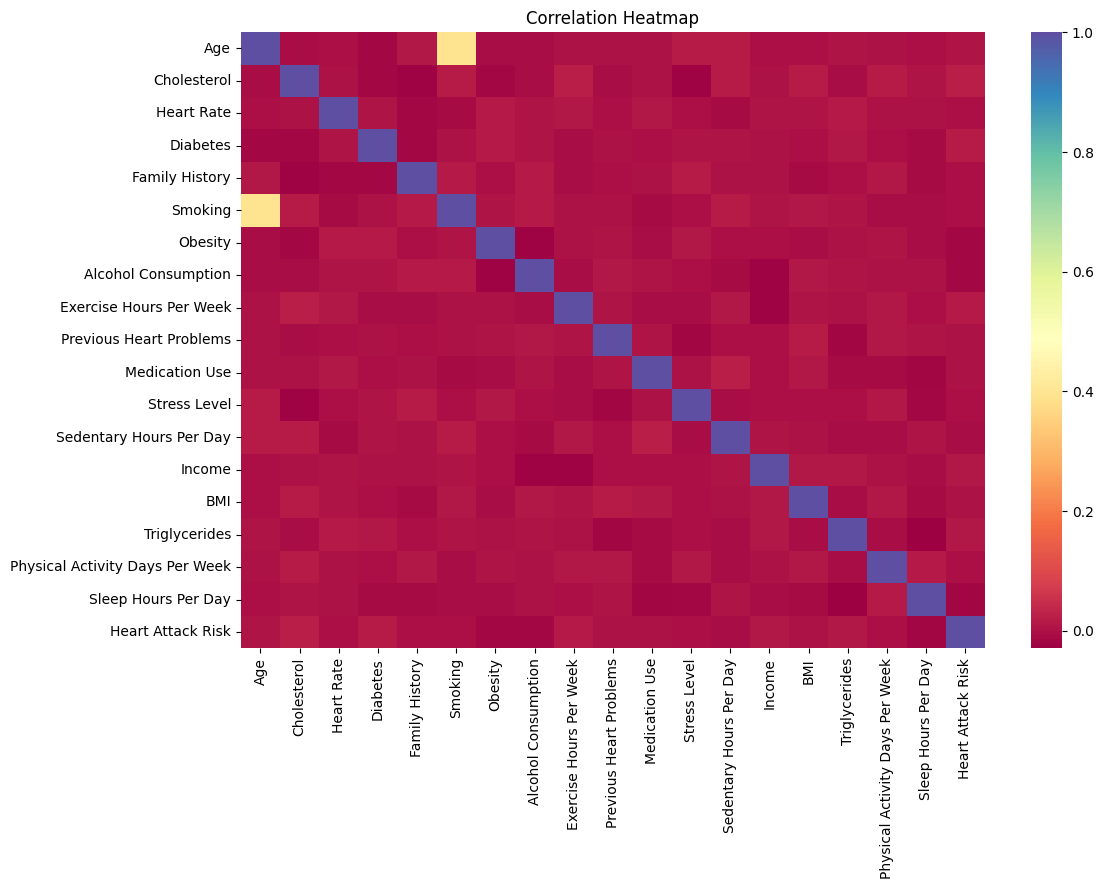 Correlation Heatmap
Age
Cholesterol
Heart Rate
Diabetes
Family History
Smoking
Obesity
Alcohol Consumption
Exercise Hours Per Week
Previous Heart Problems
Medication Use
Stress Level
Sedentary Hours Per Day
Income
BMI
Triglycerides
Physical Activity Days Per Week
Sleep Hours Per Day
Heart Attack Risk
Age
Cholesterol
Heart Rate
Diabetes
Family History
Smoking
Obesity
Alcohol Consumption
Exercise Hours Per Week
Previous Heart Problems
Medication Use
Stress Level
Sedentary Hours Per Day
Income
BMI
Triglycerides
Physical Activity Days Per Week
Sleep Hours Per Day
Heart Attack Risk
1.0
0.8
0.6
0.4
0.2
0.0